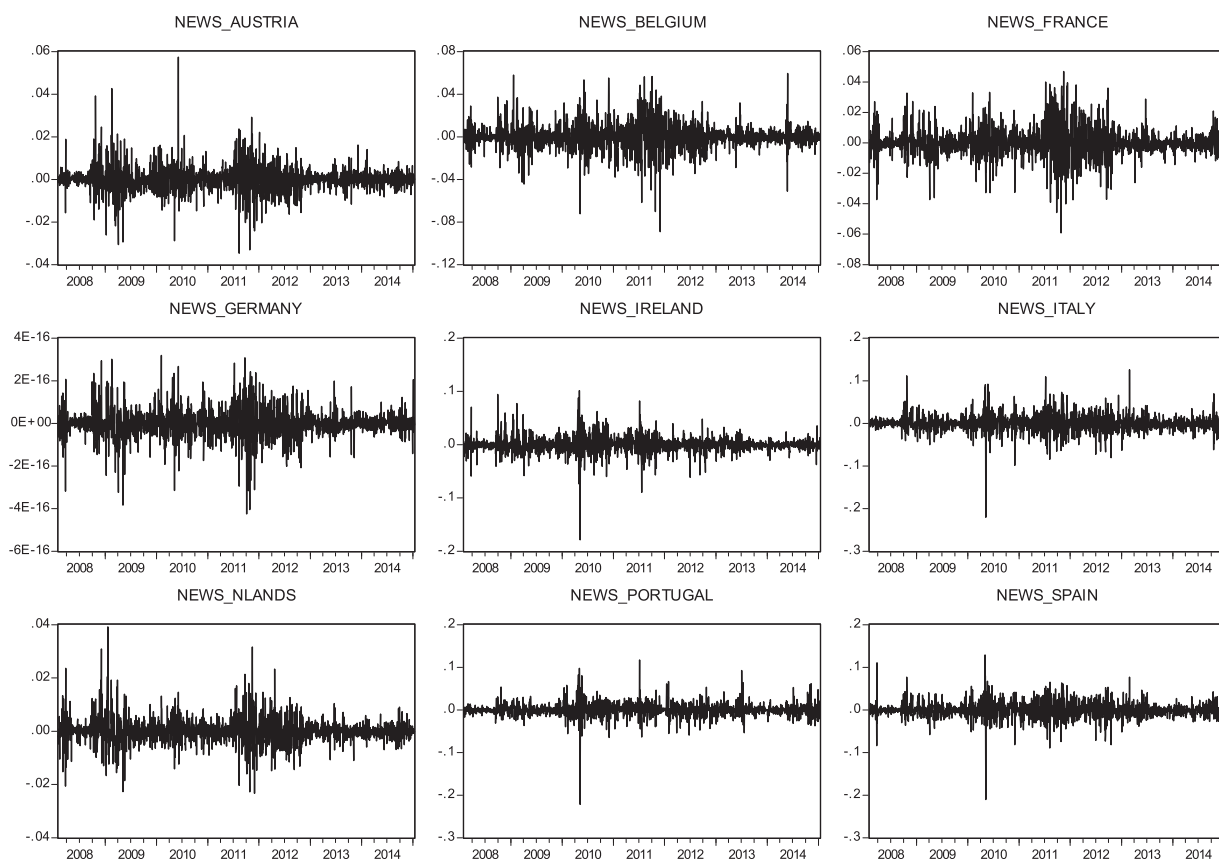 NEWS_AUSTRIA NEWS_BELGIUM NEWS_FRANCE
.06 .08 .06
.04 .04 .04
.02 .00 .02
.00 -.04 .00
-.02 -.08 -.02
-.04 -.12 -.04
-.06
-.08
2008 2009 2010 2011 2012 2013 2014 2008 2009 2010 2011 2012 2013 2014 2008 2009 2010 2011 2012 2013 2014
NEWS_GERMANY NEWS_IRELAND NEWS_ITALY
4E-16 .2 .2
2E-16 .1 .1
0E+00 .0 .0
-2E-16 -.1 -.1
-4E-16 -.2 -.2
-6E-16 -.3
2008 2009 2010 2011 2012 2013 2014 2008 2009 2010 2011 2012 2013 2014 2008 2009 2010 2011 2012 2013 2014
NEWS_NLANDS NEWS_PORTUGAL NEWS_SPAIN
.04 .2 .2
.02 .1 .1
.00 .0 .0
-.02 -.1 -.1
-.04 -.2 -.2
-.3 -.3
2008 2009 2010 2011 2012 2013 2014 2008 2009 2010 2011 2012 2013 2014 2008 2009 2010 2011 2012 2013 2014